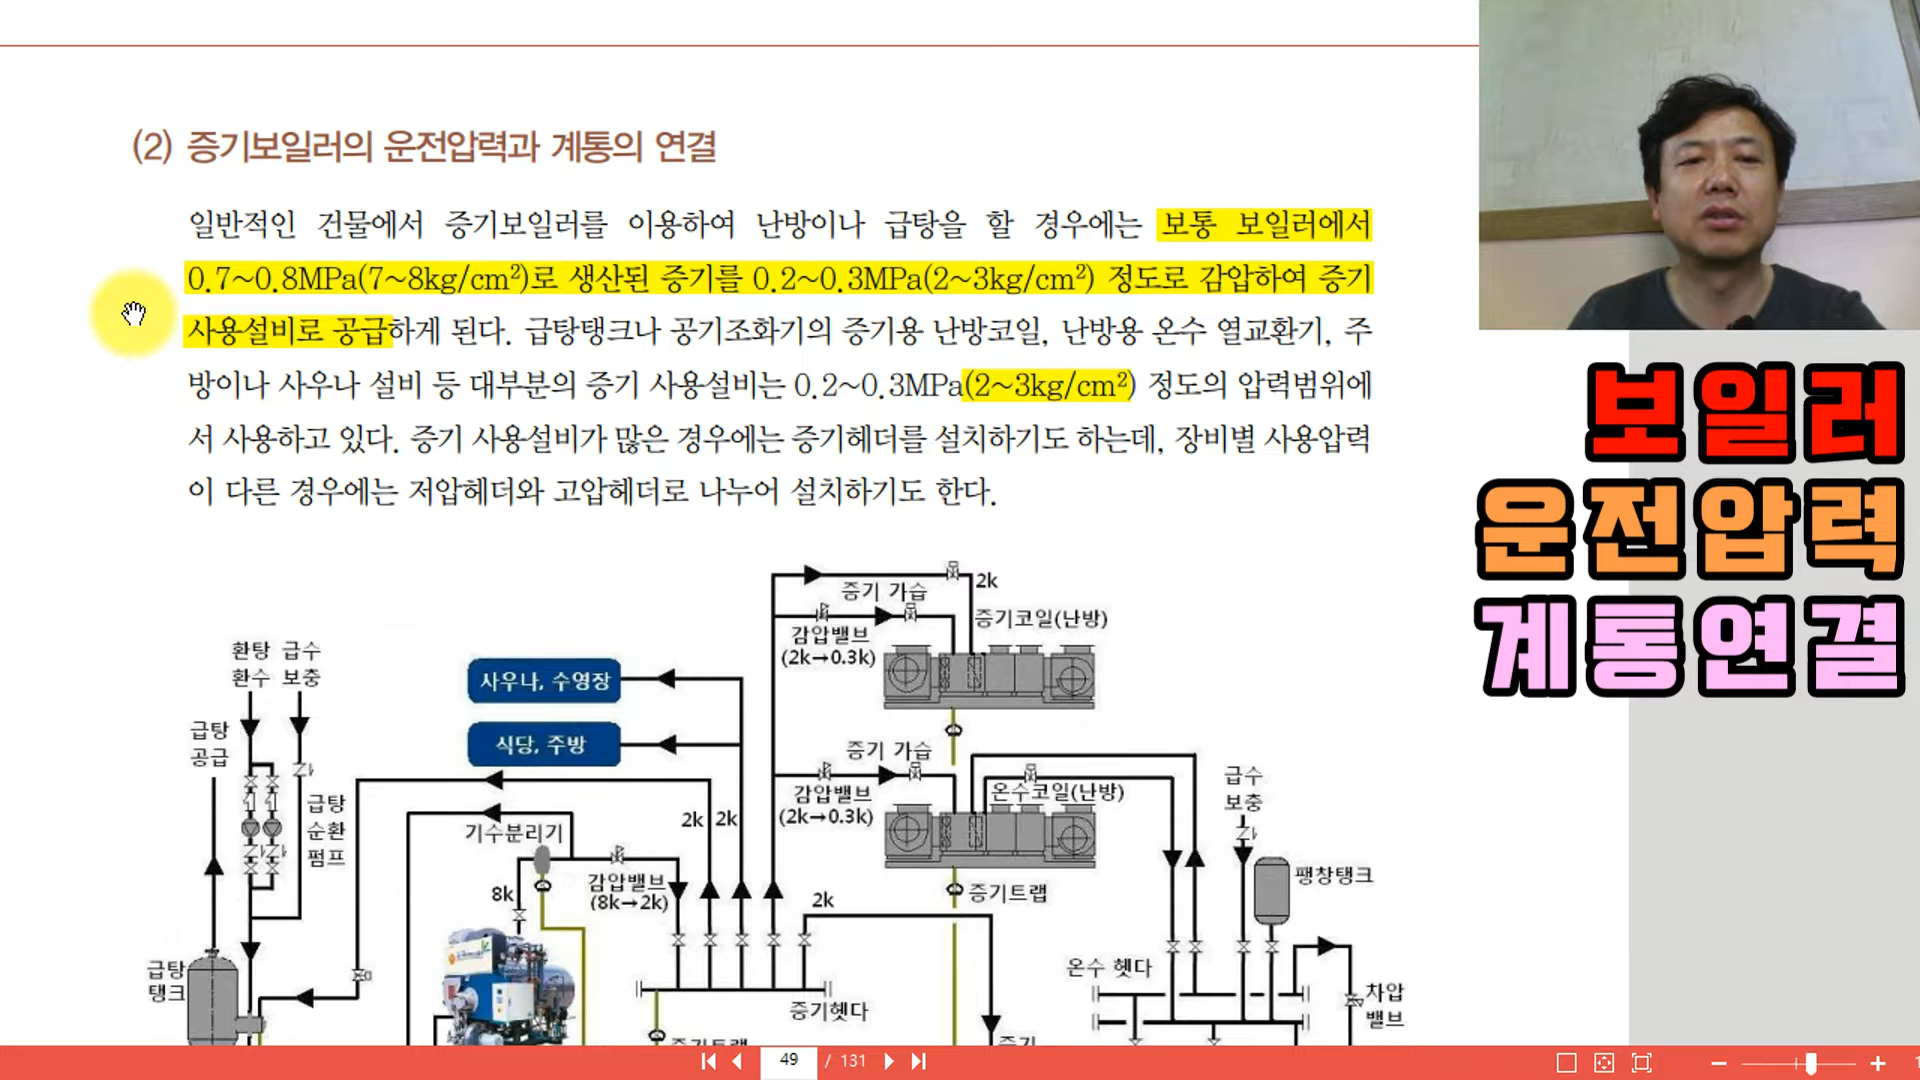 (2) 증기보일러의 운전압력과 계통의 연결
일반적인 건물에서 증기보일러를 이용하여 난방이나 급탕을 할 경우에는 보통 보일러에서
0.7~0.8MPa(7~8kg/cm²)로 생산된 증기를 0.2~0.3MPa(2~3kg/cm²) 정도로 감압하여 증기
사용설비로 공급하게 된다. 급탕탱크나 공기조화기의 증기용 난방코일, 난방용 온수 열교환기, 주
방이나 사우나 설비 등 대부분의 증기 사용설비는 0.2~0.3MPa(2~3kg/cm²) 정도의 압력범위에
서 사용하고 있다. 증기 사용설비가 많은 경우에는 증기헤더를 설치하기도 하는데, 장비별 사용압력
이 다른 경우에는 저압헤더와 고압헤더로 나누어 설치하기도 한다.
보일러
운전압력
계통연결
2k
증기 가습
증기코일(난방)
감압밸브
(2k→0.3k)
환탕
환수
급수
보충
사우나, 수영장
급탕
공급
식당, 주방
증기 가습
감압밸브
(2k→0.3k)
온수코일(난방)
급수
보충
급탕
순환
펌프
2k
2k
기수분리기
8k
감압밸브
(8k→2k)
2k
증기트랩
팽창탱크
급탕
탱크
온수 헷다
차압
밸브
증기헷다
증기트랩
증기
49 / 131